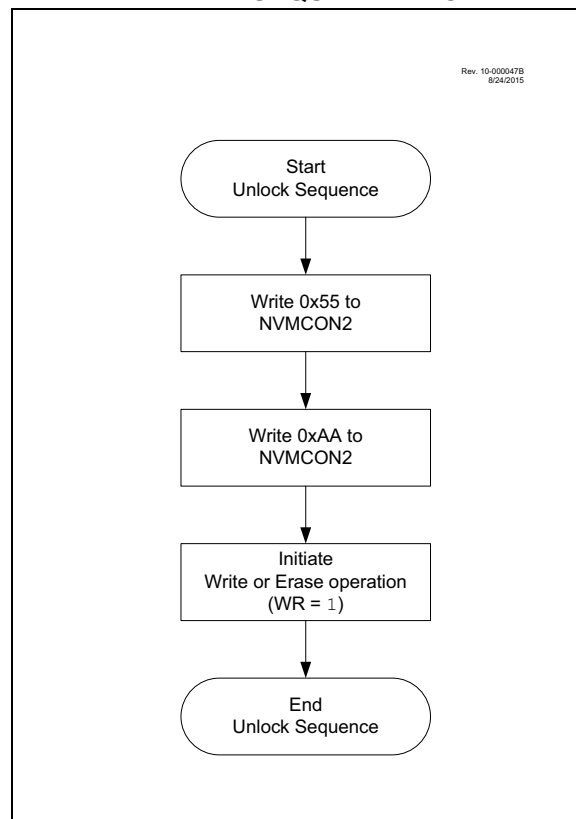 Rev. 10-000047B
8/24/2015
Start
Unlock Sequence
Write 0x55 to
NVMCON2
Write 0xAA to
NVMCON2
Initiate
Write or Erase operation
(WR = 1)
End
Unlock Sequence